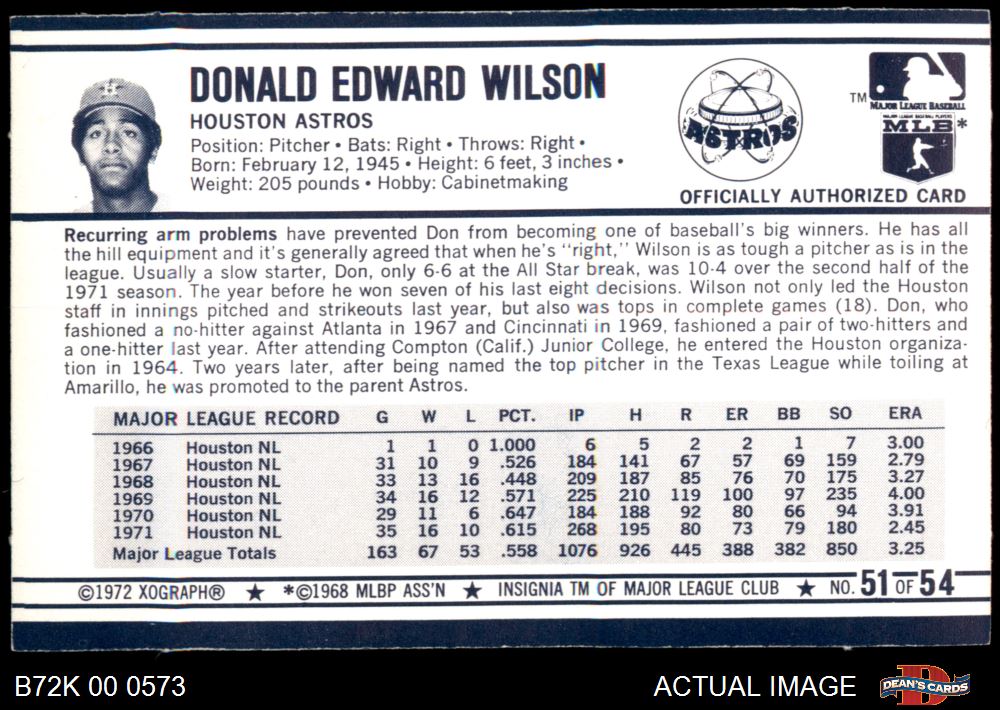 DONALD EDWARD WILSON
HOUSTON ASTROS
Position: Pitcher • Bats: Right • Throws: Right •
Born: February 12, 1945 • Height: 6 feet, 3 inches •
Weight: 205 pounds • Hobby: Cabinetmaking
H
ASTROS
TM
MAJOR LEAGUE BASEBALL
MAJOR LEAGUE BASEBALL PLAYERS
MLB*
OFFICIALLY AUTHORIZED CARD
Recurring arm problems have prevented Don from becoming one of baseball's big winners. He has all
the hill equipment and it's generally agreed that when he's "right," Wilson is as tough a pitcher as is in the
league. Usually a slow starter, Don, only 6-6 at the All Star break, was 10-4 over the second half of the
1971 season. The year before he won seven of his last eight decisions. Wilson not only led the Houston
staff in innings pitched and strikeouts last year, but also was tops in complete games (18). Don, who
fashioned a no-hitter against Atlanta in 1967 and Cincinnati in 1969, fashioned a pair of two-hitters and
a one-hitter last year. After attending Compton (Calif.) Junior College, he entered the Houston organiza-
tion in 1964. Two years later, after being named the top pitcher in the Texas League while toiling at
Amarillo, he was promoted to the parent Astros.
MAJOR LEAGUE RECORD G W L PCT. IP H R ER BB SO ERA
1966 Houston NL 1 1 0 1.000 6 5 2 2 1 7 3.00
1967 Houston NL 31 10 9 .526 184 141 67 57 69 159 2.79
1968 Houston NL 33 13 16 .448 209 187 85 76 70 175 3.27
1969 Houston NL 34 16 12 .571 225 210 119 100 97 235 4.00
1970 Houston NL 29 11 6 .647 184 188 92 80 66 94 3.91
1971 Houston NL 35 16 10 .615 268 195 80 73 79 180 2.45
Major League Totals 163 67 53 .558 1076 926 445 388 382 850 3.25
©1972 XOGRAPH® ★ *©1968 MLBP ASS'N ★ INSIGNIA TM OF MAJOR LEAGUE CLUB ★ NO. 51 OF 54
B72K 00 0573
ACTUAL IMAGE
DEAN'S CARDS